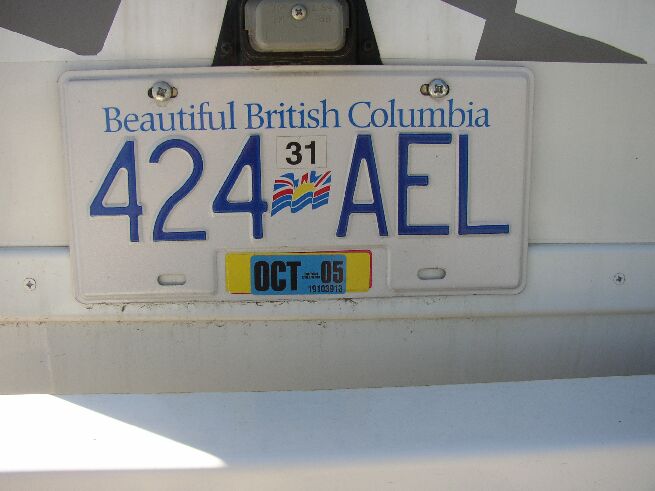 Beautiful British Columbia
424 31 AEL
OCT 05
19103913